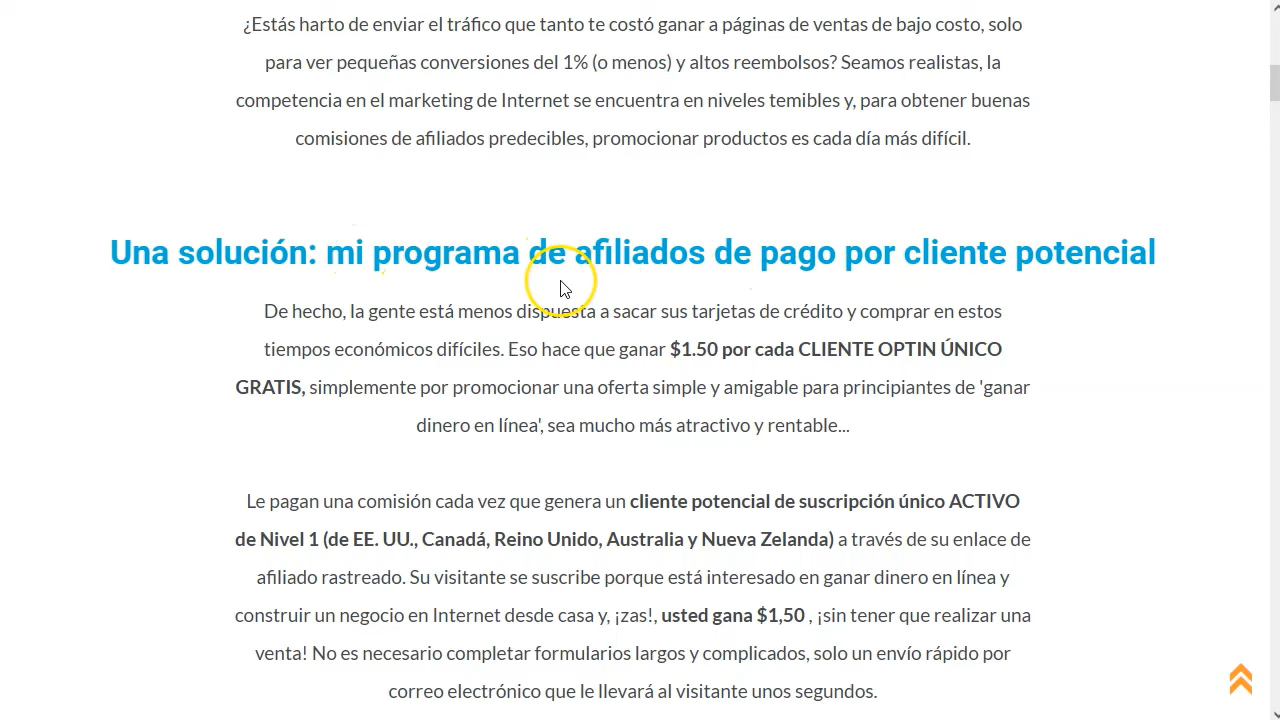 ¿Estás harto de enviar el tráfico que tanto te costó ganar a páginas de ventas de bajo costo, solo
para ver pequeñas conversiones del 1% (o menos) y altos reembolsos? Seamos realistas, la
competencia en el marketing de Internet se encuentra en niveles temibles y, para obtener buenas
comisiones de afiliados predecibles, promocionar productos es cada día más difícil.
Una solución: mi programa de afiliados de pago por cliente potencial
De hecho, la gente está menos dispuesta a sacar sus tarjetas de crédito y comprar en estos
tiempos económicos difíciles. Eso hace que ganar $1.50 por cada CLIENTE OPTIN ÚNICO
GRATIS, simplemente por promocionar una oferta simple y amigable para principiantes de 'ganar
dinero en línea', sea mucho más atractivo y rentable...
Le pagan una comisión cada vez que genera un cliente potencial de suscripción único ACTIVO
de Nivel 1 (de EE. UU., Canadá, Reino Unido, Australia y Nueva Zelanda) a través de su enlace de
afiliado rastreado. Su visitante se suscribe porque está interesado en ganar dinero en línea y
construir un negocio en Internet desde casa y, ¡zas!, usted gana $1,50 , ¡sin tener que realizar una
venta! No es necesario completar formularios largos y complicados, solo un envío rápido por
correo electrónico que le llevará al visitante unos segundos.